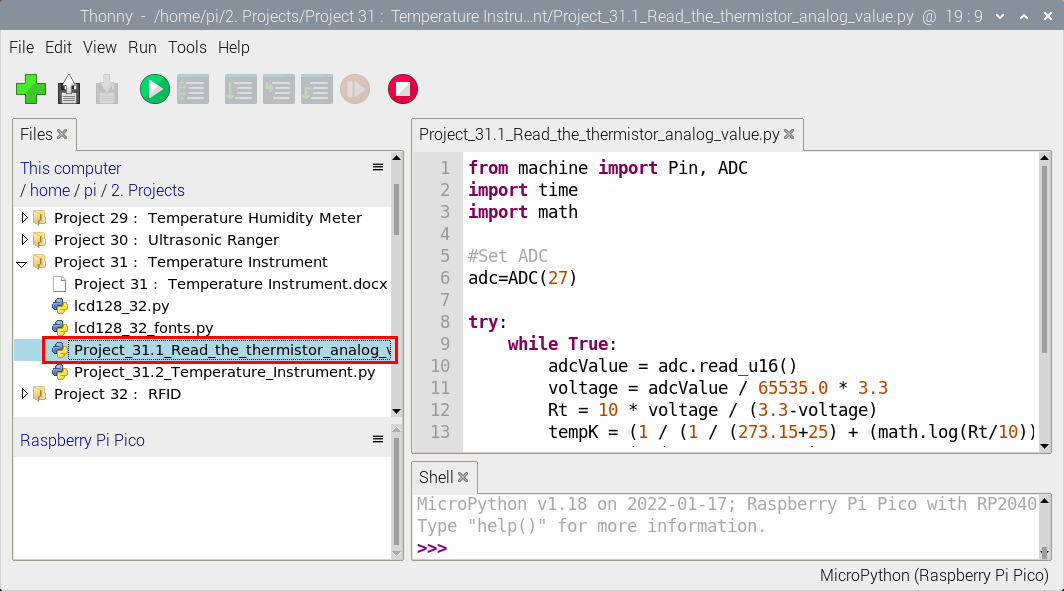 Thonny - /home/pi/2. Projects/Project 31 : Temperature Instru...nt/Project_31.1_Read_the_thermistor_analog_value.py @ 19 : 9
File Edit View Run Tools Help
Files
This computer
/ home / pi / 2. Projects
Project 29 : Temperature Humidity Meter
Project 30 : Ultrasonic Ranger
Project 31 : Temperature Instrument
Project 31 : Temperature Instrument.docx
lcd128_32.py
lcd128_32_fonts.py
Project_31.1_Read_the_thermistor_analog_v
Project_31.2_Temperature_Instrument.py
Project 32 : RFID
Raspberry Pi Pico
Project_31.1_Read_the_thermistor_analog_value.py
1 from machine import Pin, ADC
2 import time
3 import math
4
5 #Set ADC
6 adc=ADC(27)
7
8 try:
9 while True:
10 adcValue = adc.read_u16()
11 voltage = adcValue / 65535.0 * 3.3
12 Rt = 10 * voltage / (3.3-voltage)
13 tempK = (1 / (1 / (273.15+25) + (math.log(Rt/10))
Shell
MicroPython v1.18 on 2022-01-17; Raspberry Pi Pico with RP2040
Type "help()" for more information.
>>>
MicroPython (Raspberry Pi Pico)